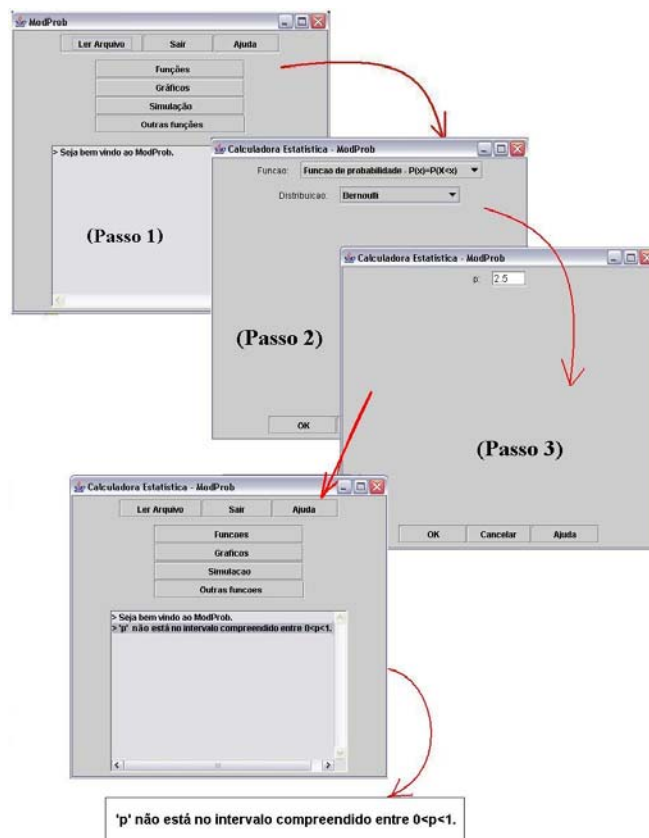 ModProb
Ler Arquivo Sair Ajuda
Funções
Gráficos
Simulação
Outras funções
> Seja bem vindo ao ModProb.
(Passo 1)
Calculadora Estatística - ModProb
Funcao: Funcao de probabilidade - P(x)=P(X<x)
Distribuicao: Bernoulli
(Passo 2)
OK
Calculadora Estatística - ModProb
p: 2.5
(Passo 3)
OK Cancelar Ajuda
Calculadora Estatística - ModProb
Ler Arquivo Sair Ajuda
Funcoes
Graficos
Simulacao
Outras funcoes
> Seja bem vindo ao ModProb.
> 'p' não está no intervalo compreendido entre 0<p<1.
'p' não está no intervalo compreendido entre 0<p<1.